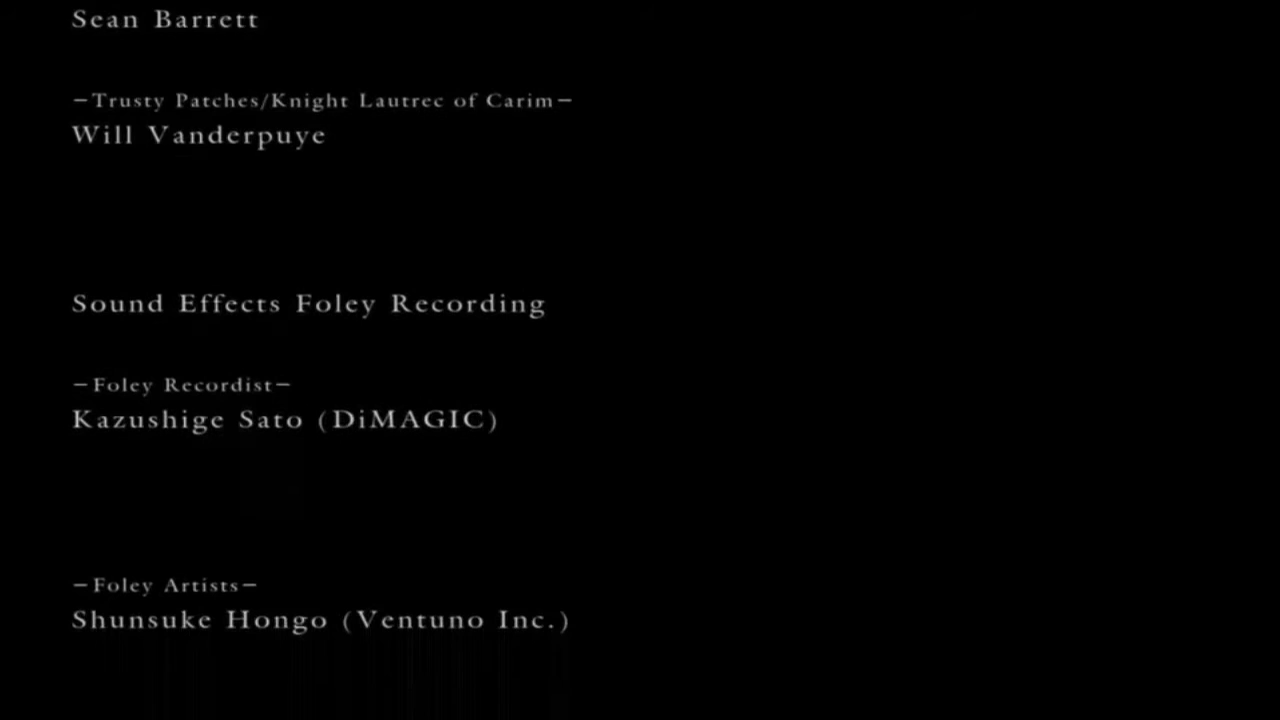 Sean Barrett
—Trusty Patches/Knight Lautrec of Carim—
Will Vanderpuye
Sound Effects Foley Recording
—Foley Recordist—
Kazushige Sato (DiMAGIC)
—Foley Artists—
Shunsuke Hongo (Ventuno Inc.)